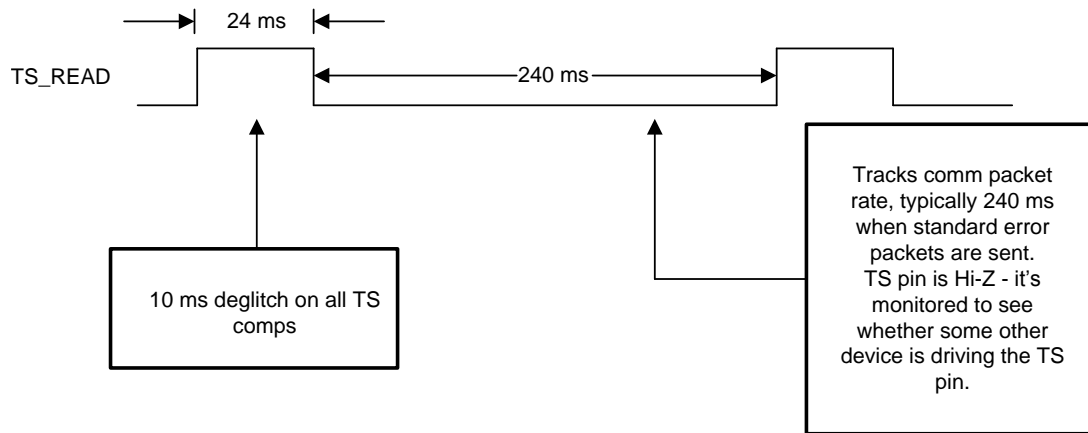 24 ms
TS_READ
240 ms
10 ms deglitch on all TS
comps
Tracks comm packet
rate, typically 240 ms
when standard error
packets are sent.
TS pin is Hi-Z - it's
monitored to see
whether some other
device is driving the TS
pin.